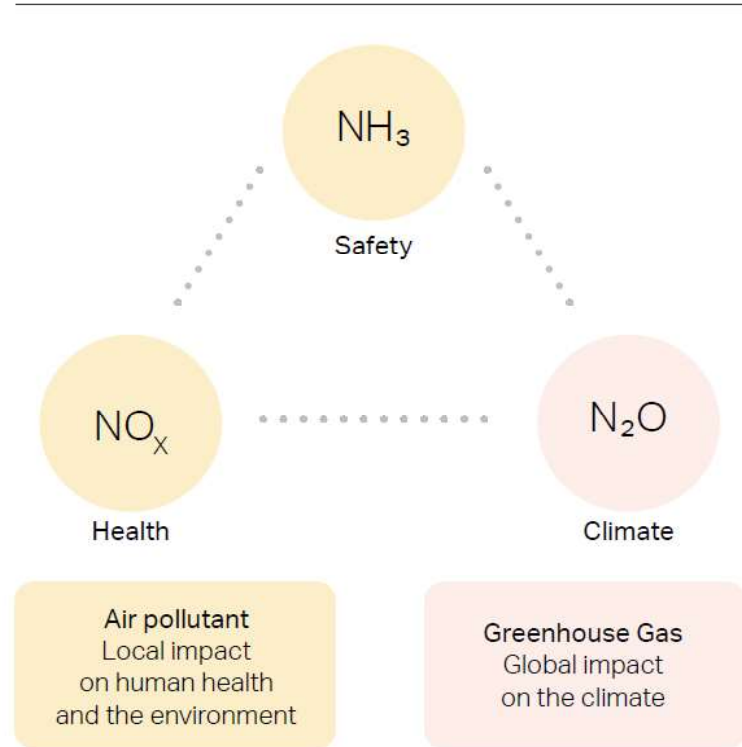 NH₃
Safety
NOₓ
N₂O
Health
Climate
Air pollutant
Local impact
on human health
and the environment
Greenhouse Gas
Global impact
on the climate